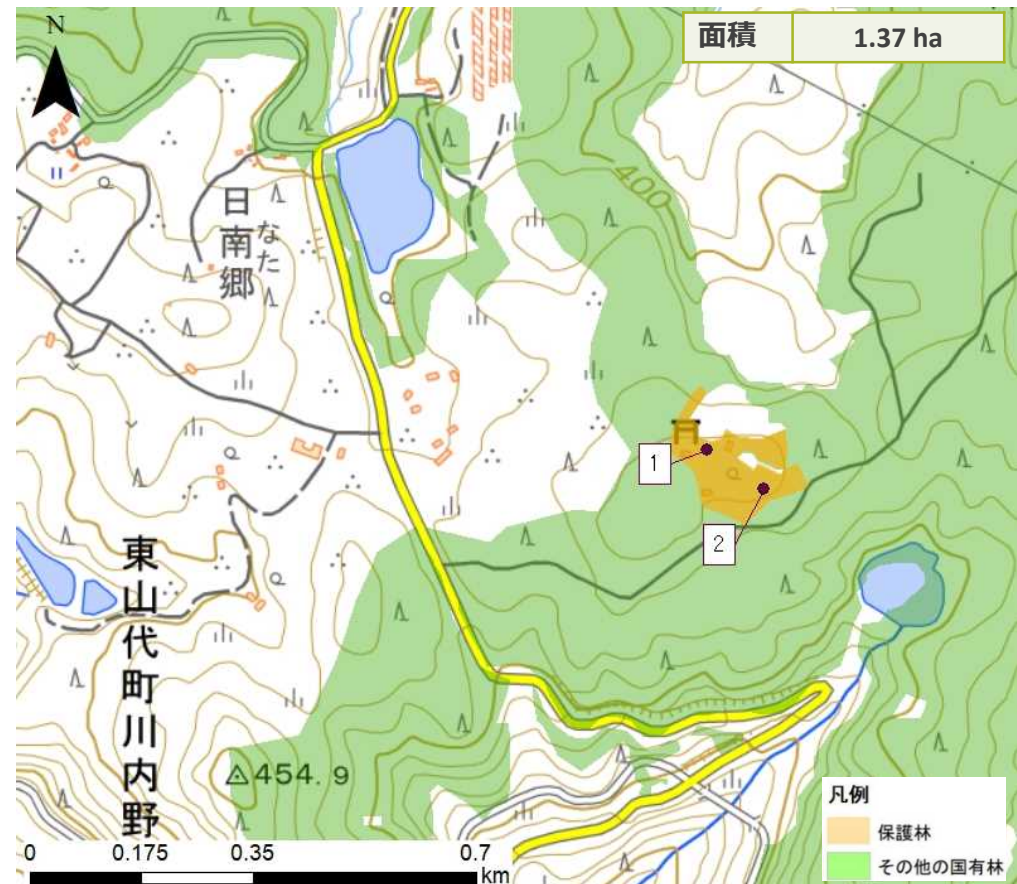 N
面積 1.37 ha
400
日南郷
なた
1
2
東山代町川内野
454.9
凡例
保護林
その他の国有林
0 0.175 0.35 0.7
km